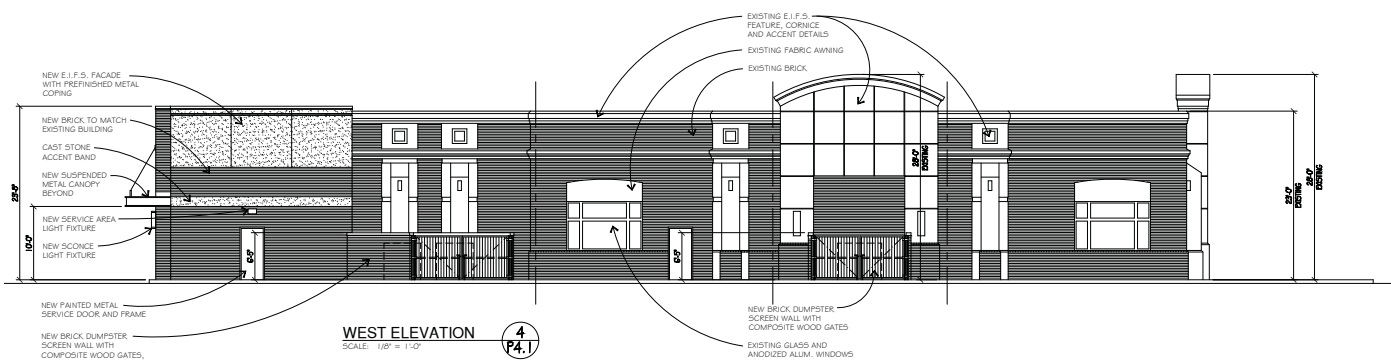 EXISTING E.I.F.S.
FEATURE, CORNICE
AND ACCENT DETAILS
EXISTING FABRIC AWNING
EXISTING BRICK
NEW E.I.F.S. FACADE
WITH PREFINISHED METAL
COPING
NEW BRICK TO MATCH
EXISTING BUILDING
CAST STONE
ACCENT BAND
NEW SUSPENDED
METAL CANOPY
BEYOND
NEW SERVICE AREA
LIGHT FIXTURE
NEW SCONCE
LIGHT FIXTURE
NEW PAINTED METAL
SERVICE DOOR AND FRAME
NEW BRICK DUMPSTER
SCREEN WALL WITH
COMPOSITE WOOD GATES,
23'-8"
10'-0"
6'-8"
6'-8"
28'-0"
EXISTING
23'-0"
EXISTING
28'-0"
EXISTING
NEW BRICK DUMPSTER
SCREEN WALL WITH
COMPOSITE WOOD GATES
EXISTING GLASS AND
ANODIZED ALUM. WINDOWS
WEST ELEVATION
SCALE: 1/8" = 1'-0"
4
P4.1